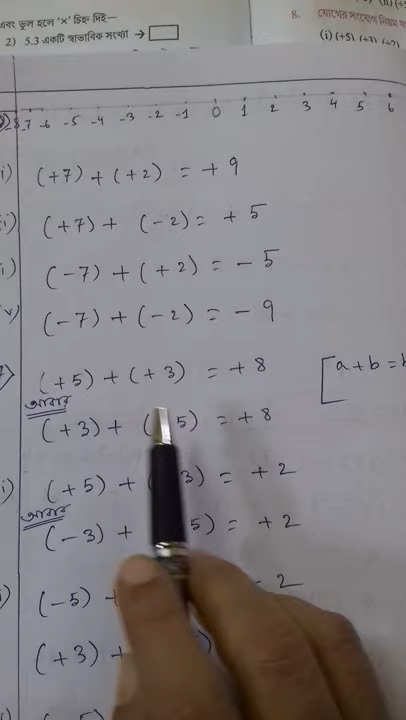 এবং ভুল হলে 'x' চিহ্ন দিই—
2) 5.3 একটি স্বাভাবিক সংখ্যা →
8. যোগের সংযোগ নিয়ম
(i) (+5), (+3)
-7 -6 -5 -4 -3 -2 -1 0 1 2 3 4 5 6
(+7) + (+2) = + 9
(+7) + (-2) = + 5
(-7) + (+2) = - 5
(-7) + (-2) = - 9
(+5) + (+3) = + 8
[a+b =
আবার
(+3) + ( 5) = + 8
(+5) + ( 3) = + 2
আবার
(-3) + 5) = + 2
(-5) + - 2
(+3) + )